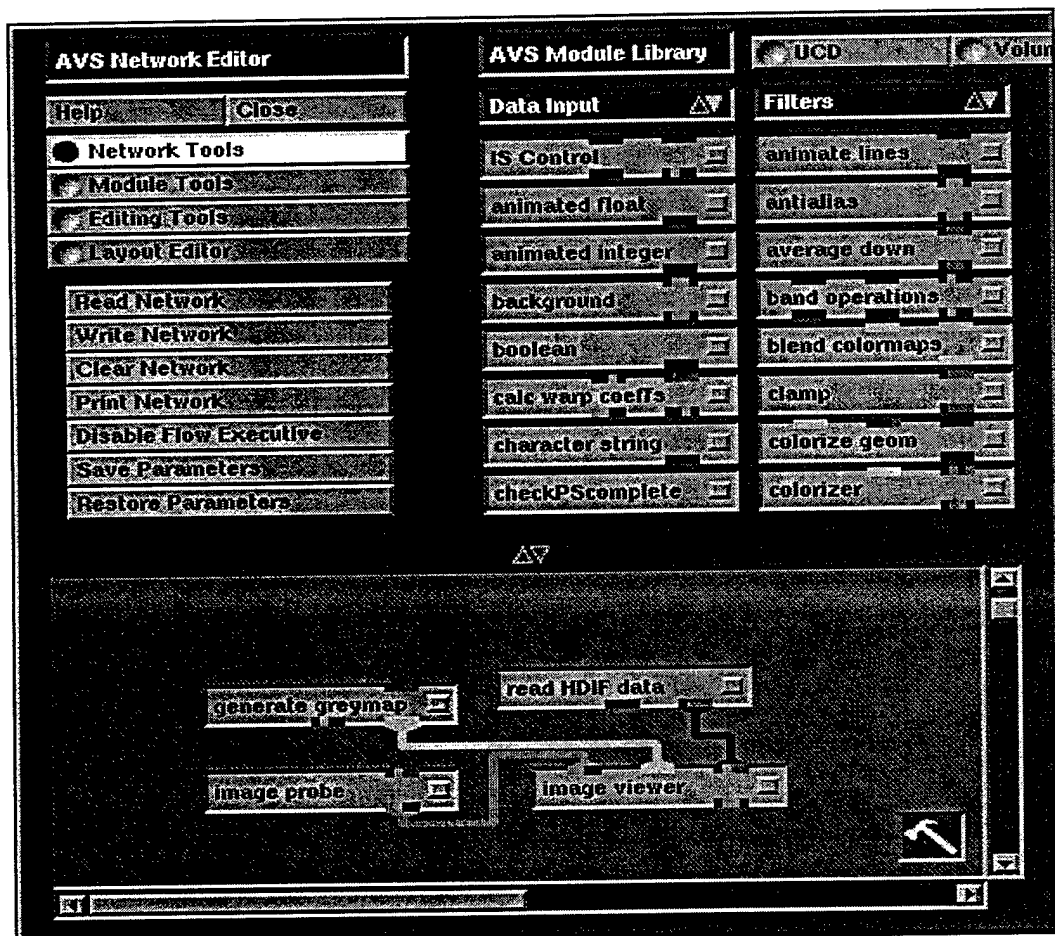 AVS Network Editor
Help
Close
Network Tools
Module Tools
Editing Tools
Layout Editor
Read Network
Write Network
Clear Network
Print Network
Disable Flow Executive
Save Parameters
Restore Parameters
AVS Module Library
UCD
Volum
Data Input
IS Control
animated float
animated integer
background
boolean
calc warp coeffs
character string
checkPScomplete
Filters
animate lines
antialias
average down
band operations
blend colormaps
clamp
colorize geom
colorizer
generate greymap
read HDIF data
image probe
image viewer